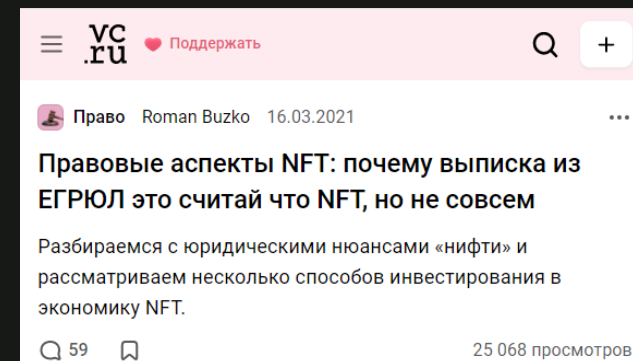 vc
.ru
Поддержать
Право Roman Buzko 16.03.2021
Правовые аспекты NFT: почему выписка из
ЕГРЮЛ это считай что NFT, но не совсем
Разбираемся с юридическими нюансами «нифти» и
рассматриваем несколько способов инвестирования в
экономику NFT.
59 25 068 просмотров